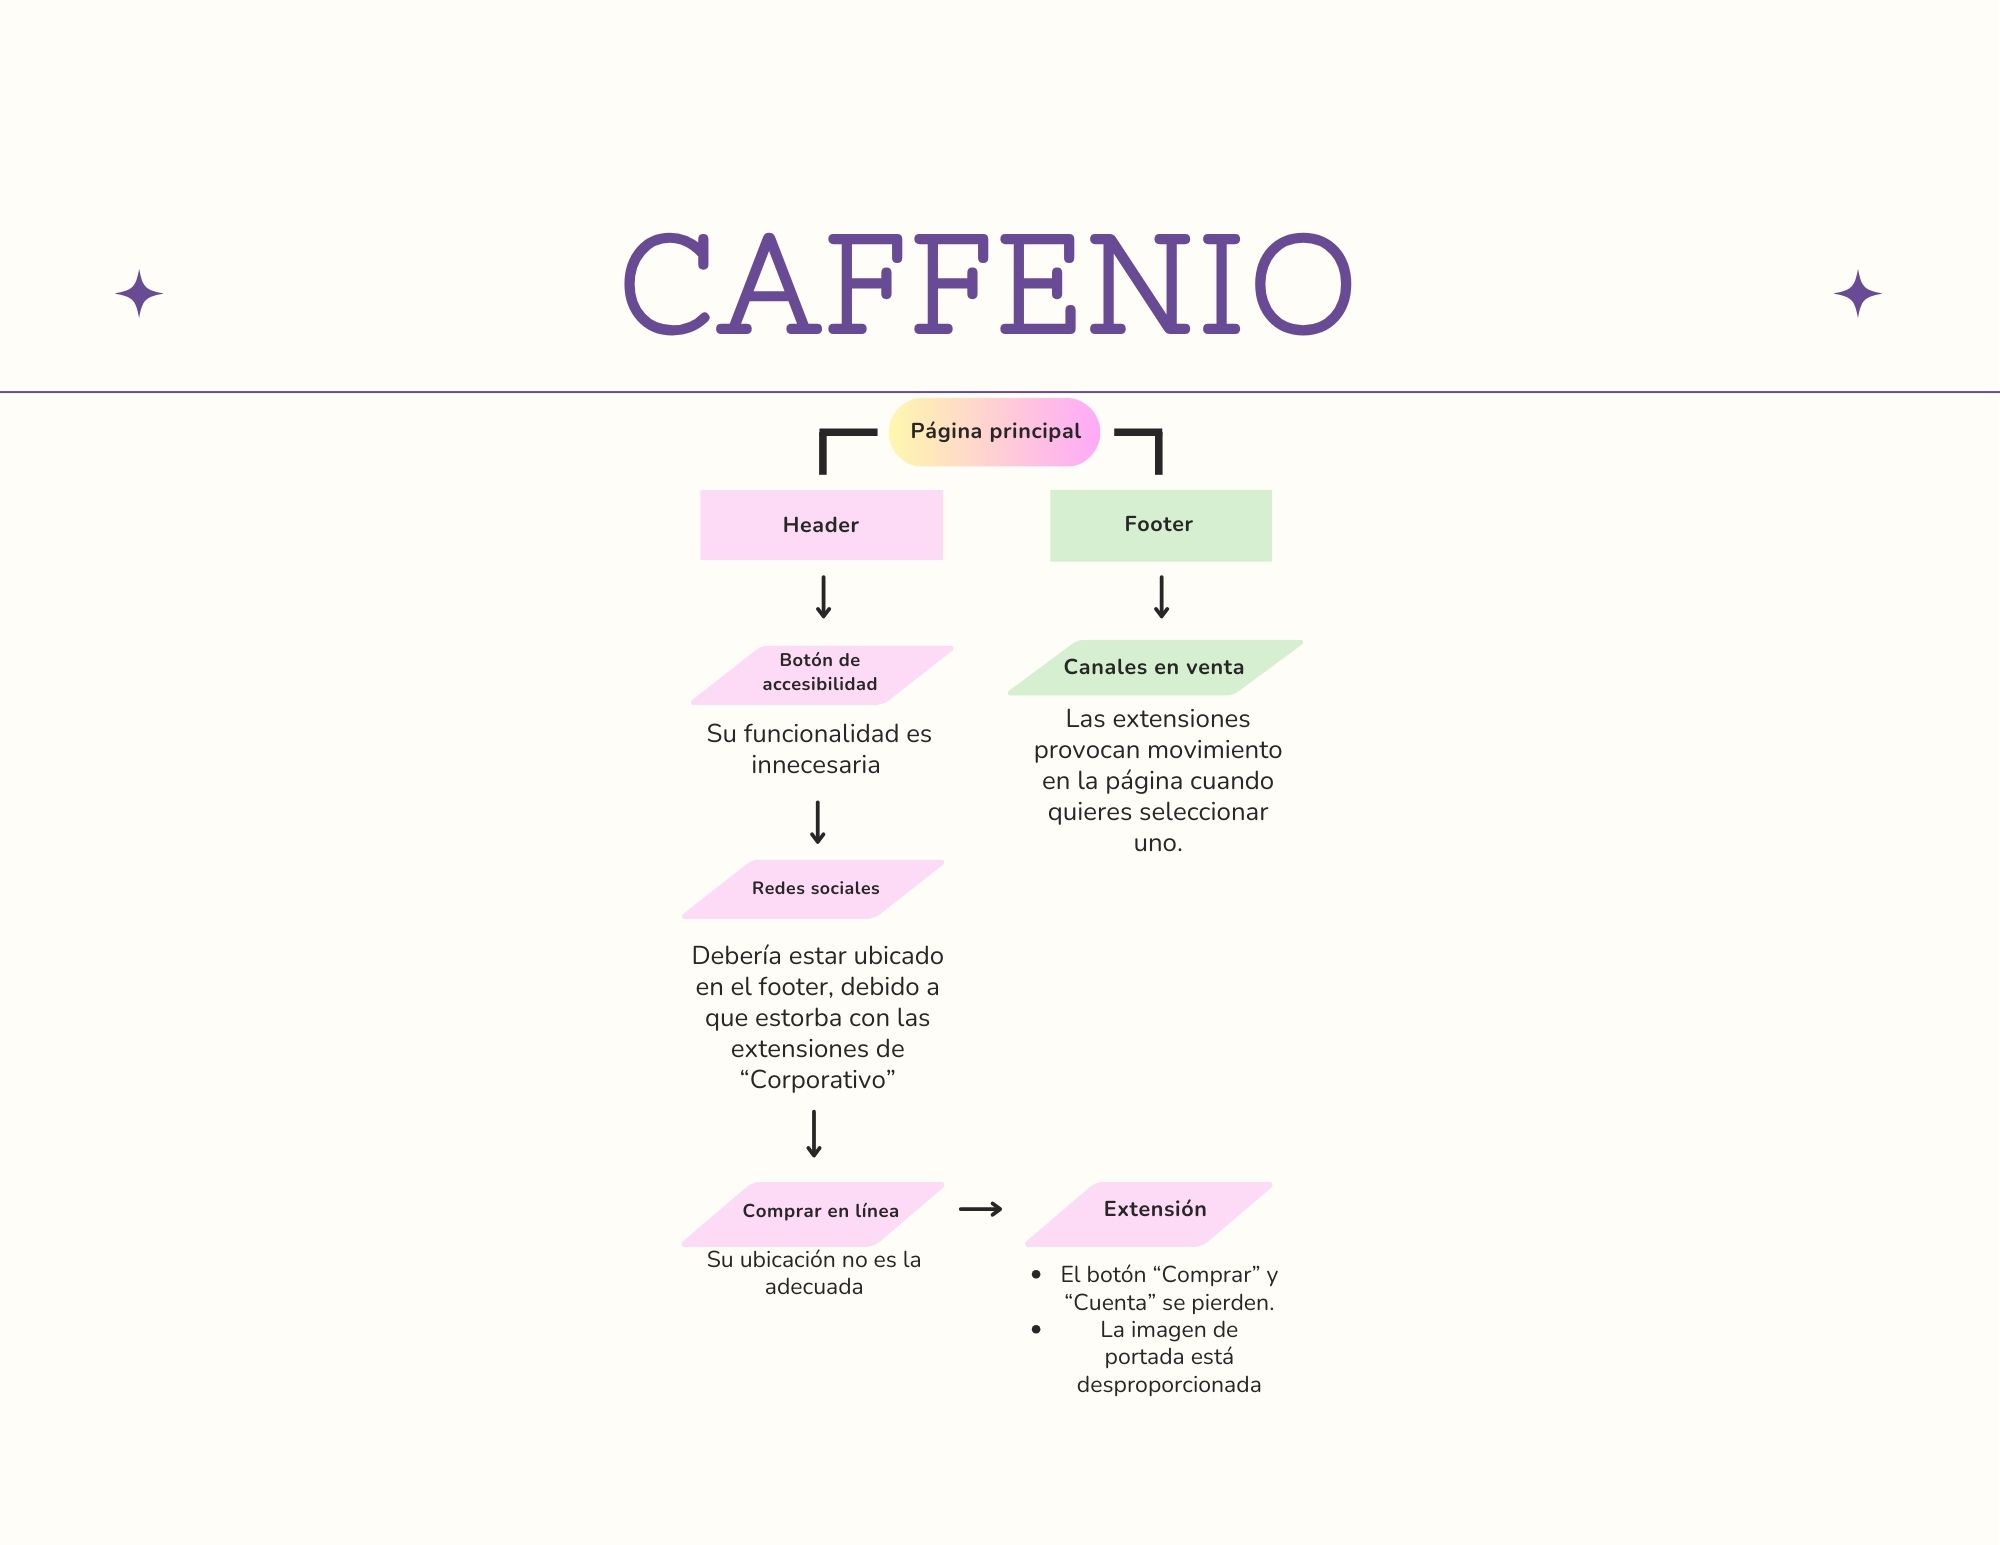 CAFFENIO
Página principal
Header
Footer
Botón de
accesibilidad
Su funcionalidad es
innecesaria
Redes sociales
Debería estar ubicado
en el footer, debido a
que estorba con las
extensiones de
“Corporativo”
Comprar en línea
Su ubicación no es la
adecuada
Extensión
El botón “Comprar” y
“Cuenta” se pierden.
La imagen de
portada está
desproporcionada
Canales en venta
Las extensiones
provocan movimiento
en la página cuando
quieres seleccionar
uno.